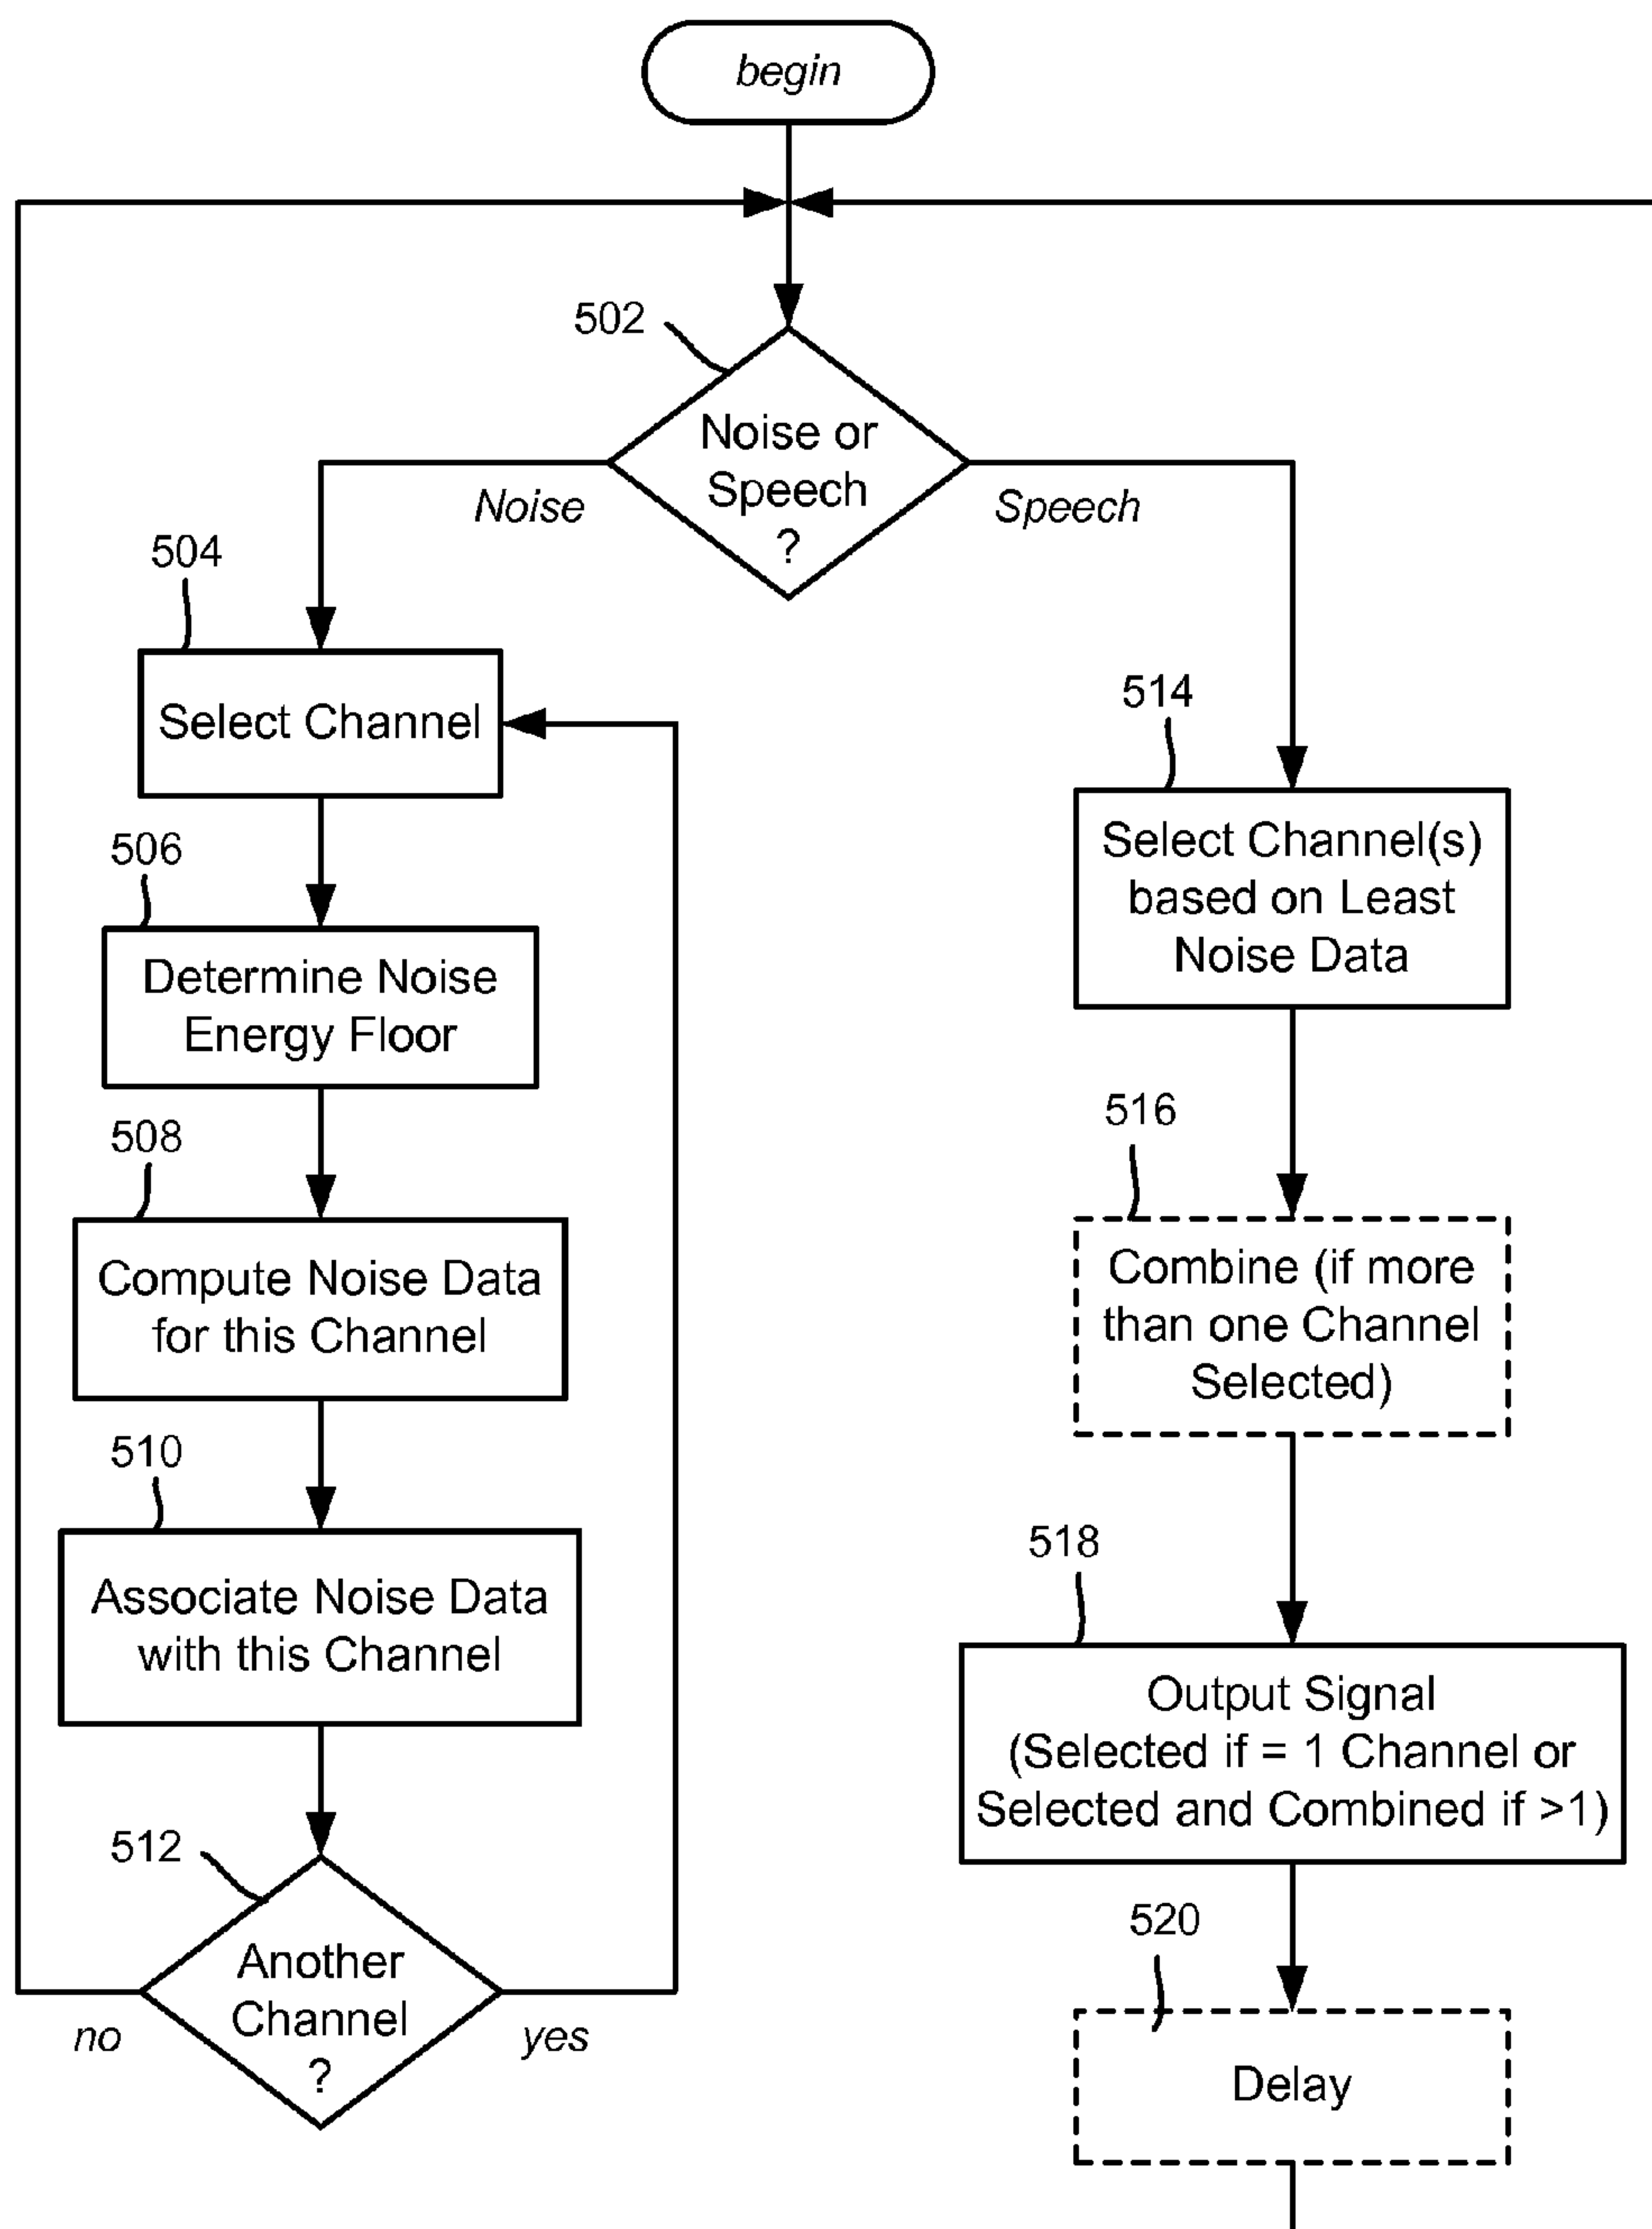 begin
502
Noise or
Speech
?
Noise
Speech
504
Select Channel
506
Determine Noise
Energy Floor
508
Compute Noise Data
for this Channel
510
Associate Noise Data
with this Channel
512
Another
Channel
?
no
yes
514
Select Channel(s)
based on Least
Noise Data
516
Combine (if more
than one Channel
Selected)
518
Output Signal
(Selected if = 1 Channel or
Selected and Combined if >1)
520
Delay